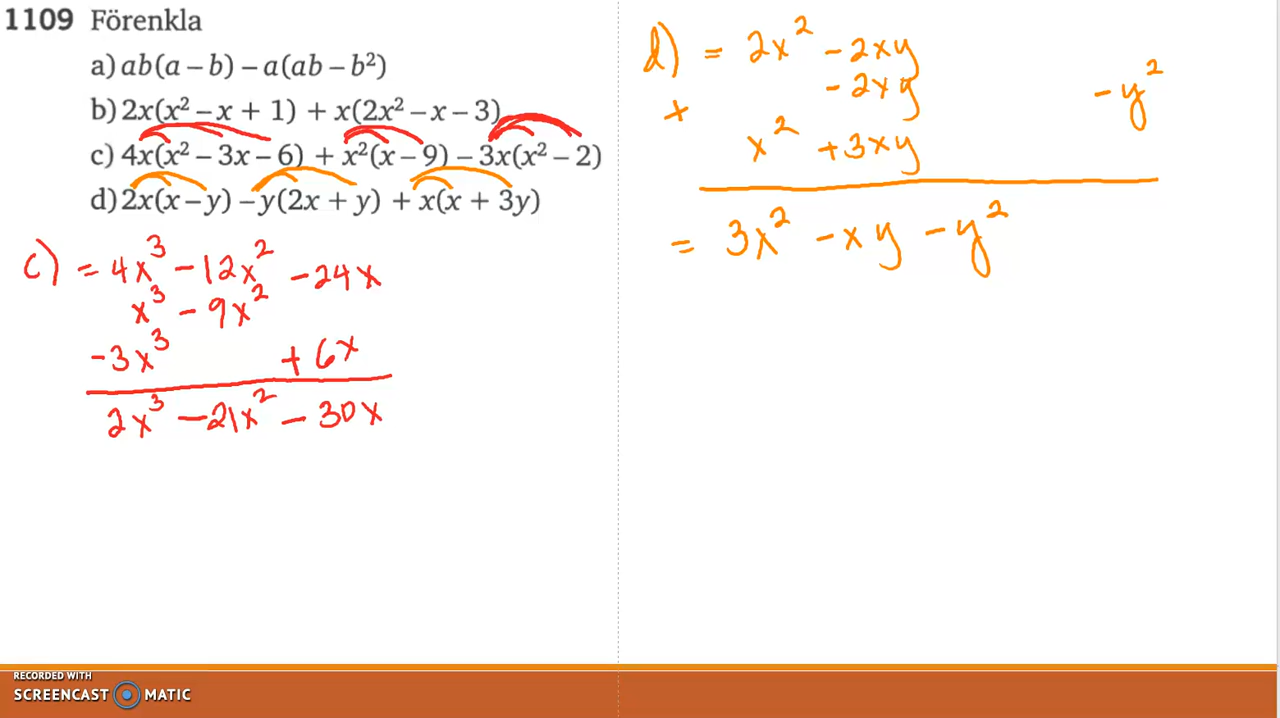 1109 Förenkla
a) ab(a − b) − a(ab − b²)
b) 2x(x² − x + 1) + x(2x² − x − 3)
c) 4x(x² − 3x − 6) + x²(x − 9) − 3x(x² − 2)
d) 2x(x − y) − y(2x + y) + x(x + 3y)
c) = 4x³ − 12x² − 24x
x³ − 9x²
−3x³ + 6x
2x³ − 21x² − 30x
d) = 2x² − 2xy
− 2xy − y²
+ x² + 3xy
= 3x² − xy − y²
RECORDED WITH
SCREENCAST MATIC